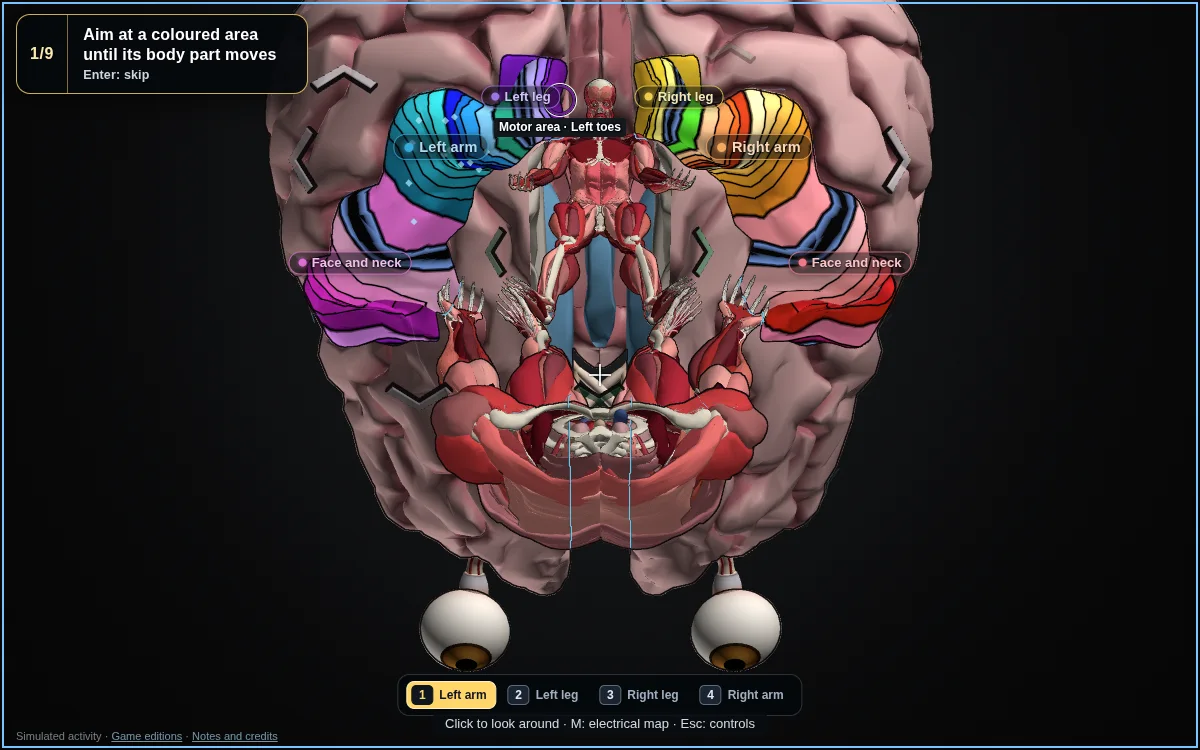 1/9
Aim at a coloured area
until its body part moves
Enter: skip
Left leg
Right leg
Motor area · Left toes
Left arm
Right arm
Face and neck
Face and neck
1 Left arm 2 Left leg 3 Right leg 4 Right arm
Click to look around · M: electrical map · Esc: controls
Simulated activity · Game editions · Notes and credits